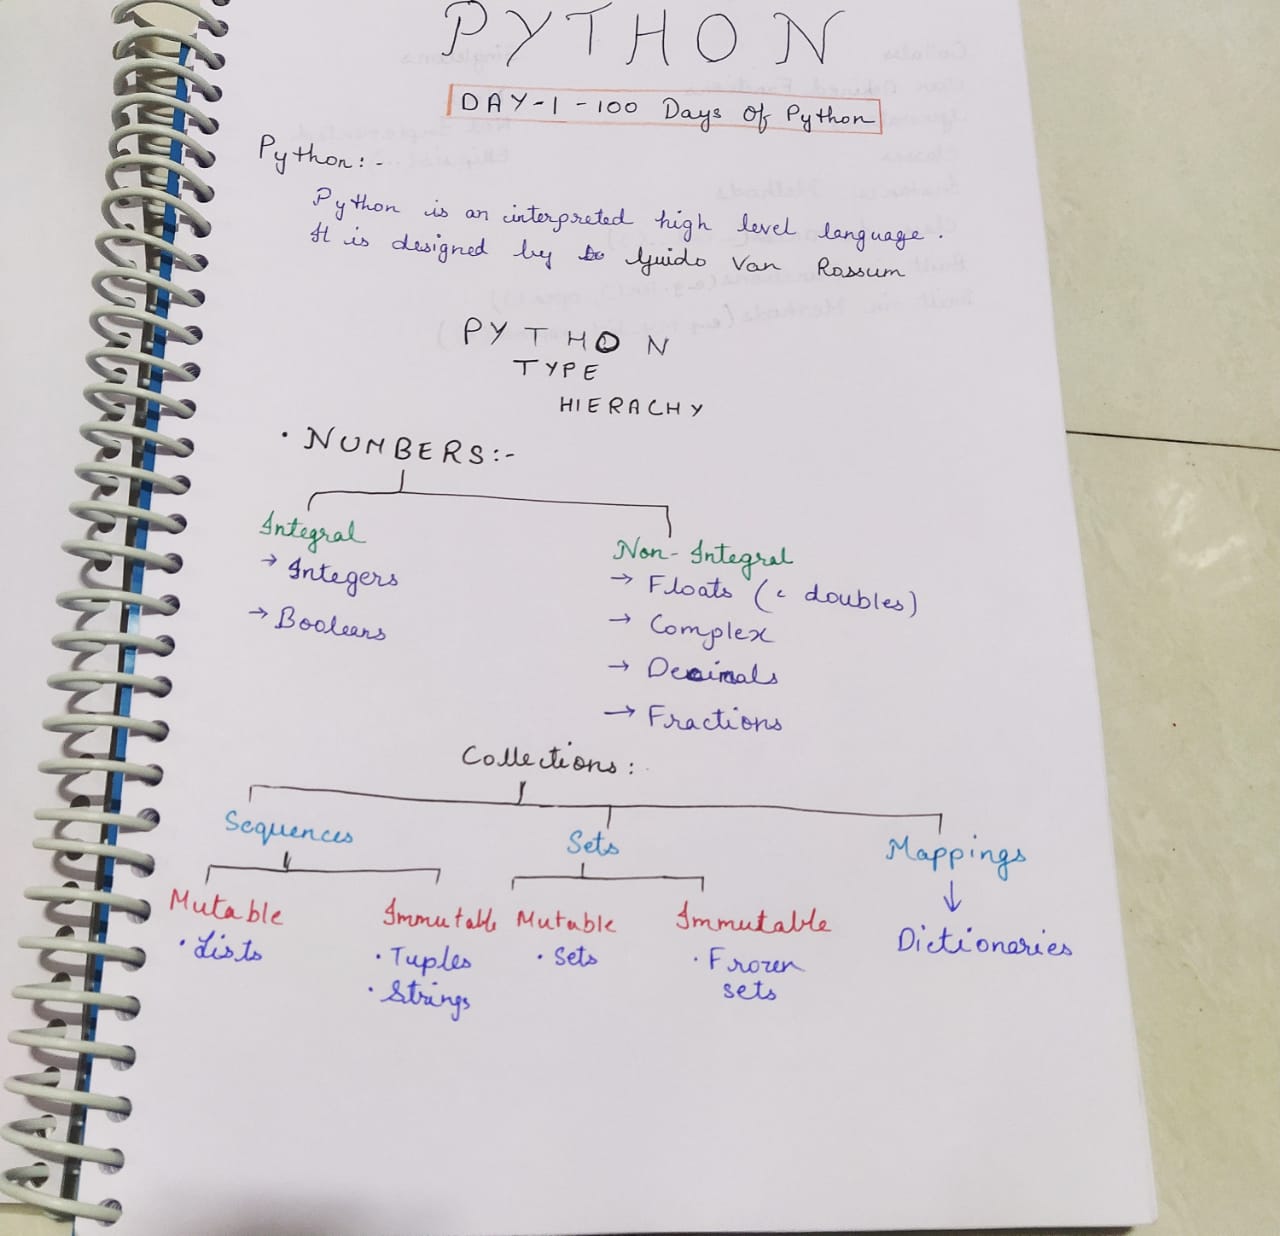 PYTHON
DAY-1-100 Days Of Python
Python:-
Python is an interpreted high level language.
It is designed by Guido Van Rossum
PYTHON
TYPE
HIERACHY
• NUMBERS:-
Integral
→ Integers
→ Booleans
Non-Integral
→ Floats (c doubles)
→ Complex
→ Decimals
→ Fractions
Collections:
Sequences
Sets
Mappings
Mutable
• Lists
Immutable
• Tuples
• Strings
Mutable
• Sets
Immutable
• Frozen
sets
↓
Dictionaries